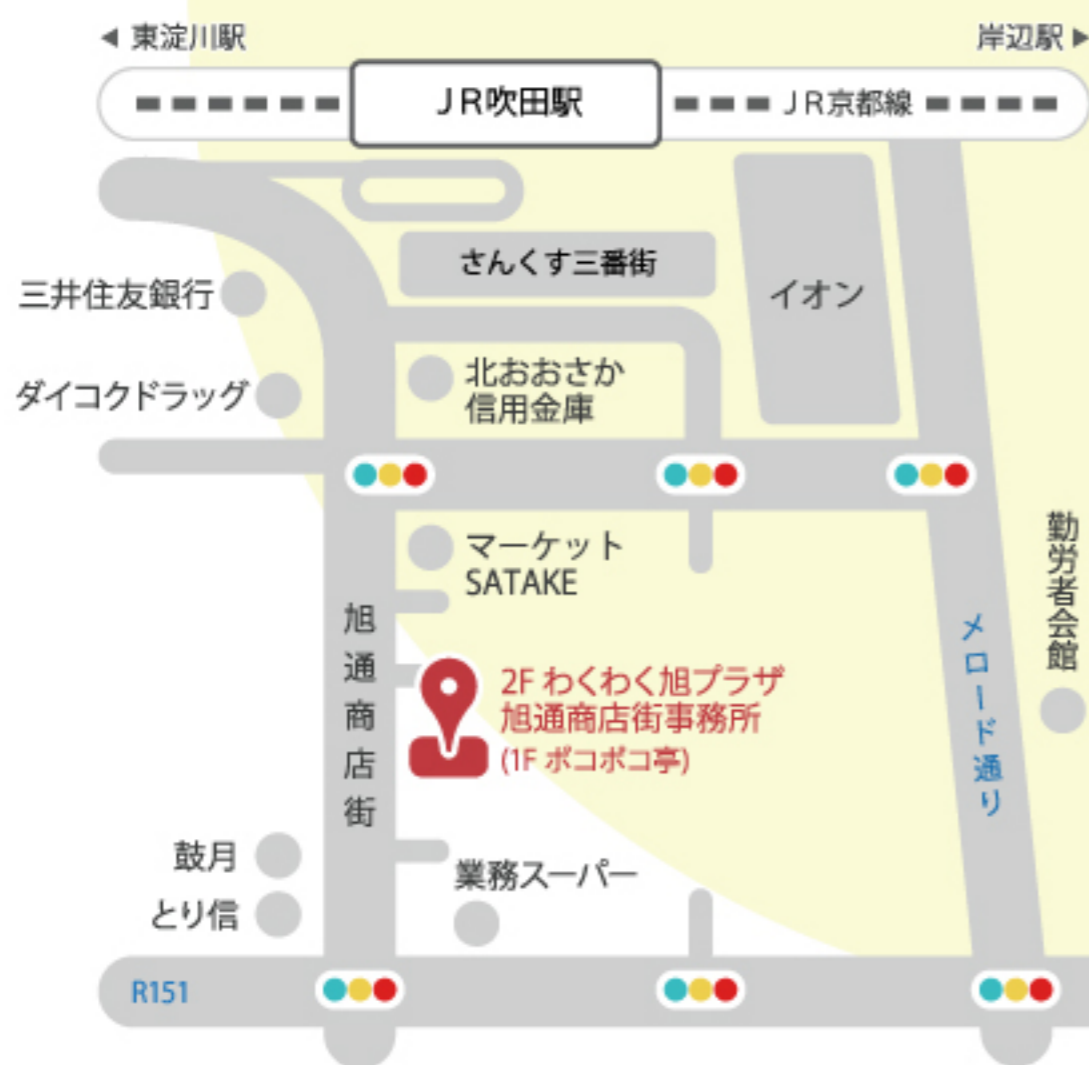 東淀川駅
岸辺駅
JR吹田駅
JR京都線
さんくす三番街
イオン
三井住友銀行
ダイコクドラッグ
北おおさか
信用金庫
マーケット
SATAKE
勤労者会館
旭通商店街
メロード通り
2F わくわく旭プラザ
旭通商店街事務所
(1F ポコポコ亭)
鼓月
とり信
業務スーパー
R151